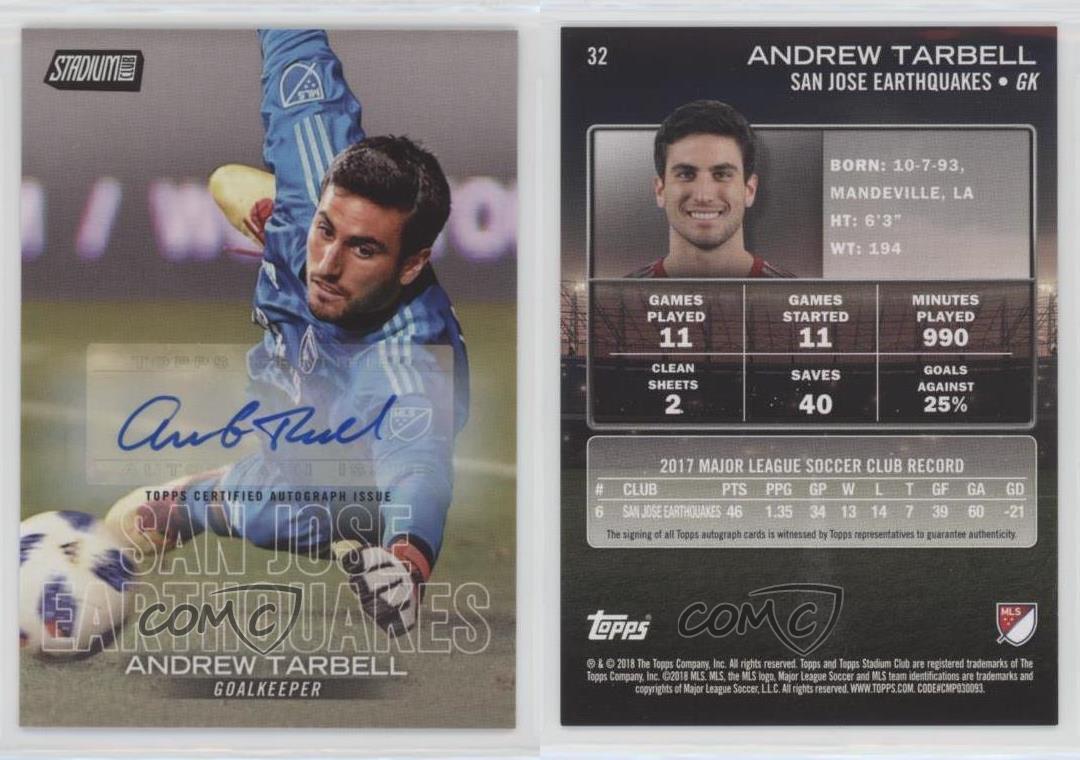 STADIUM CLUB
MLS
TOPPS CERTIFIED
MLS
AUTOGRAPH ISSUE
TOPPS CERTIFIED AUTOGRAPH ISSUE
SAN JOSE
EARTHQUAKES
COMC
ANDREW TARBELL
GOALKEEPER
32
ANDREW TARBELL
SAN JOSE EARTHQUAKES • GK
BORN: 10-7-93,
MANDEVILLE, LA
HT: 6'3"
WT: 194
GAMES PLAYED 11
GAMES STARTED 11
MINUTES PLAYED 990
CLEAN SHEETS 2
SAVES 40
GOALS AGAINST 25%
2017 MAJOR LEAGUE SOCCER CLUB RECORD
# CLUB PTS PPG GP W L T GF GA GD
6 SAN JOSE EARTHQUAKES 46 1.35 34 13 14 7 39 60 -21
The signing of all Topps autograph cards is witnessed by Topps representatives to guarantee authenticity.
Topps
COMC
MLS
® & © 2018 The Topps Company, Inc. All rights reserved. Topps and Topps Stadium Club are registered trademarks of The
Topps Company, Inc. ©2018 MLS. MLS, the MLS logo, Major League Soccer and MLS team identifications are trademarks and
copyrights of Major League Soccer, L.L.C. All rights reserved. WWW.TOPPS.COM. CODE#CMP030093.